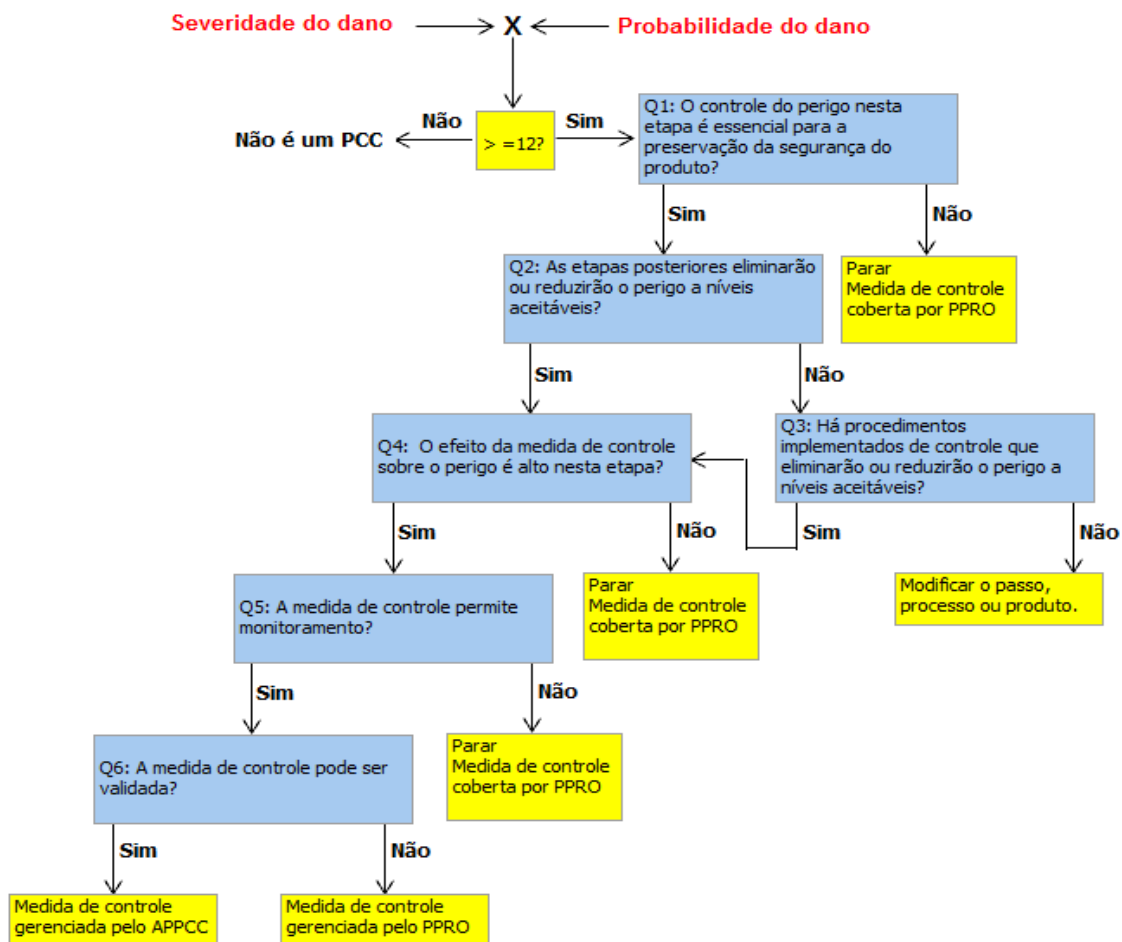 Severidade do dano
X
Probabilidade do dano
Não é um PCC
Não
> =12?
Sim
Q1: O controle do perigo nesta
etapa é essencial para a
preservação da segurança do
produto?
Sim
Não
Q2: As etapas posteriores eliminarão
ou reduzirão o perigo a níveis
aceitáveis?
Parar
Medida de controle
coberta por PPRO
Sim
Não
Q4:  O efeito da medida de controle
sobre o perigo é alto nesta etapa?
Q3: Há procedimentos
implementados de controle que
eliminarão ou reduzirão o perigo a
níveis aceitáveis?
Sim
Não
Sim
Não
Q5: A medida de controle permite
monitoramento?
Parar
Medida de controle
coberta por PPRO
Modificar o passo,
processo ou produto.
Sim
Não
Q6: A medida de controle pode ser
validada?
Parar
Medida de controle
coberta por PPRO
Sim
Não
Medida de controle
gerenciada pelo APPCC
Medida de controle
gerenciada pelo PPRO